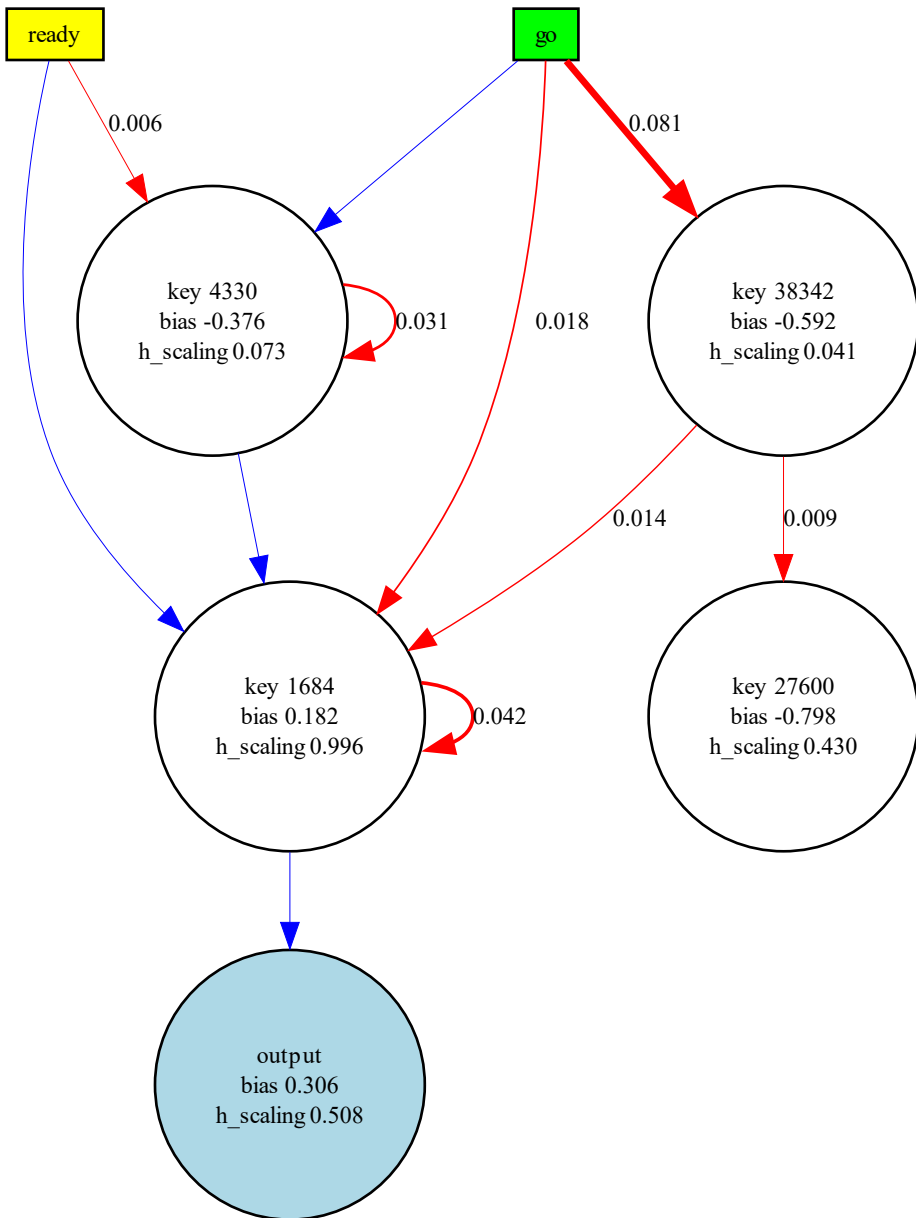 ready
go
0.006
0.081
key 4330
bias -0.376
h_scaling 0.073
0.031
0.018
key 38342
bias -0.592
h_scaling 0.041
0.014
0.009
key 1684
bias 0.182
h_scaling 0.996
0.042
key 27600
bias -0.798
h_scaling 0.430
output
bias 0.306
h_scaling 0.508